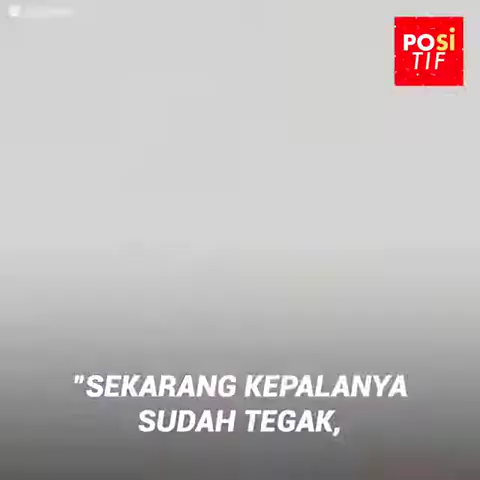 POSi
TIF
"SEKARANG KEPALANYA
SUDAH TEGAK,